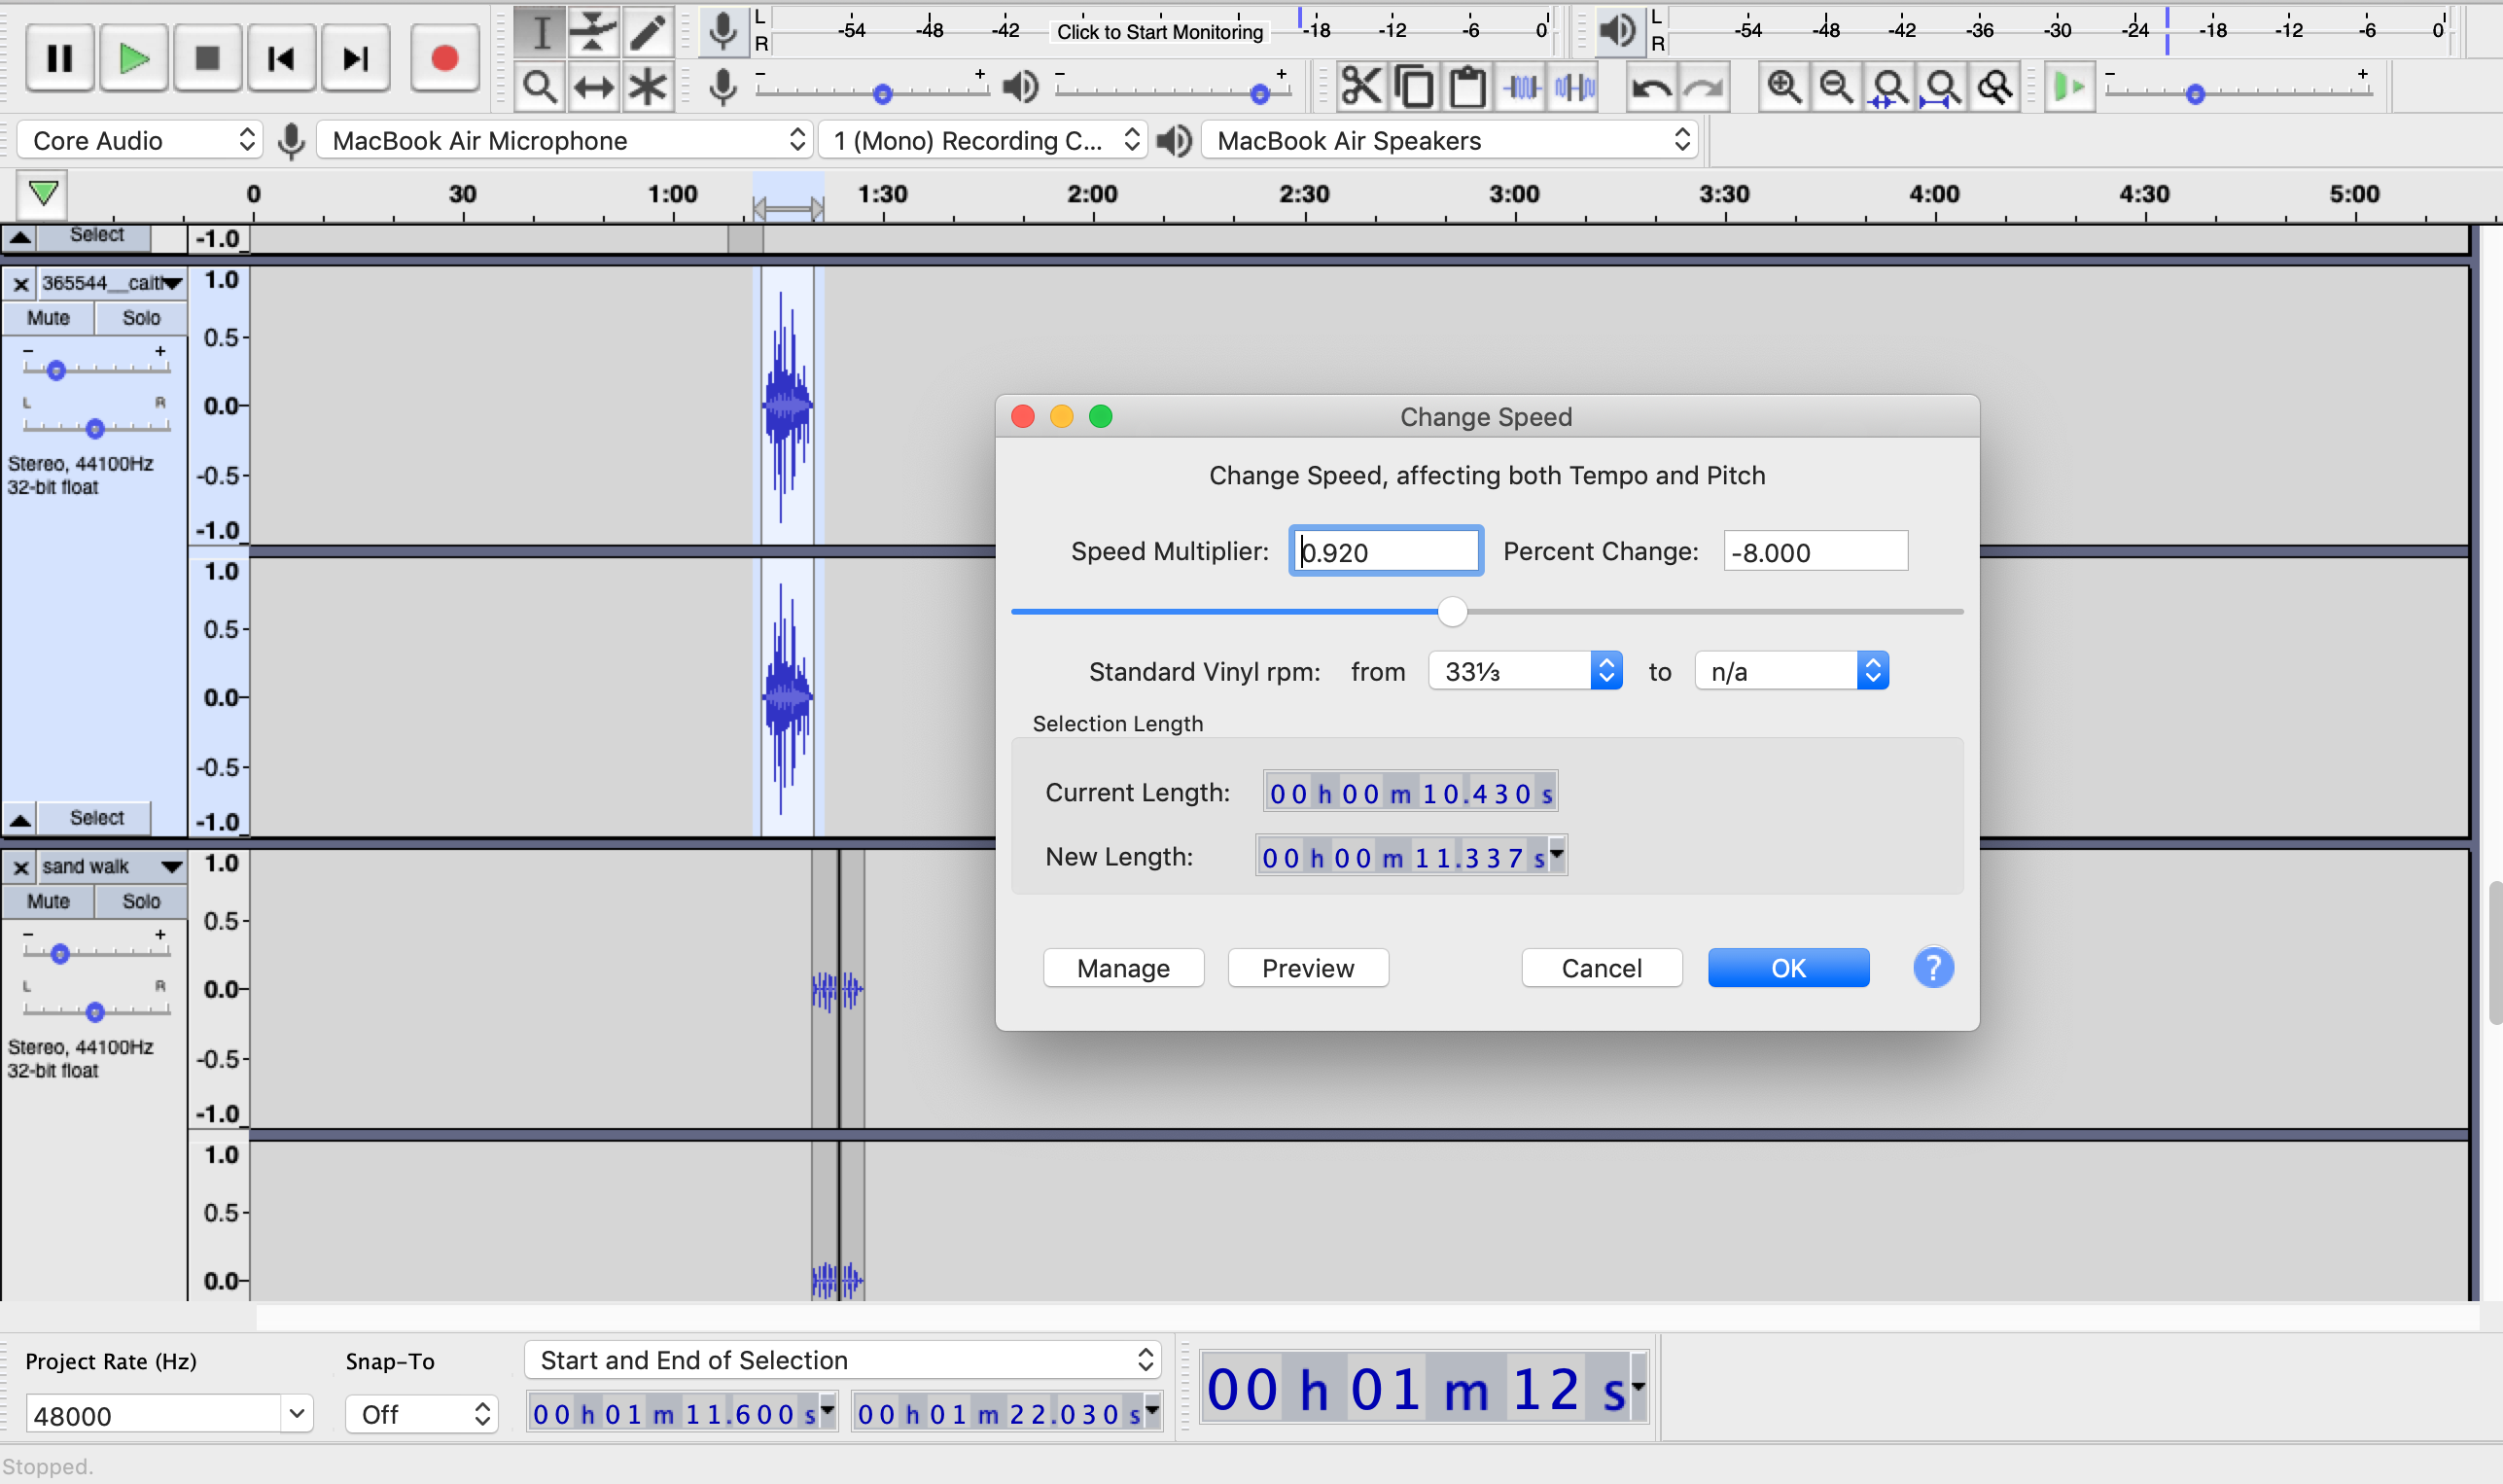 L
R
-54 -48 -42 Click to Start Monitoring -18 -12 -6 0
L
R
-54 -48 -42 -36 -30 -24 -18 -12 -6 0
- + - + - +
Core Audio MacBook Air Microphone 1 (Mono) Recording C... MacBook Air Speakers
0 30 1:00 1:30 2:00 2:30 3:00 3:30 4:00 4:30 5:00
Select -1.0
1.0
Mute Solo
0.5
- +
L R
0.0
Stereo, 44100Hz
32-bit float
-0.5
-1.0
1.0
0.5
0.0
-0.5
Select -1.0
sand walk 1.0
Mute Solo
0.5
- +
L R
0.0
Stereo, 44100Hz
32-bit float
-0.5
-1.0
1.0
0.5
0.0
Change Speed
Change Speed, affecting both Tempo and Pitch
Speed Multiplier: 0.920 Percent Change: -8.000
Standard Vinyl rpm: from 33⅓ to n/a
Selection Length
Current Length: 00 h 00 m 10.430 s
New Length: 00 h 00 m 11.337 s
Manage Preview Cancel OK ?
Project Rate (Hz) Snap-To Start and End of Selection
48000 Off 00 h 01 m 11.600 s 00 h 01 m 22.030 s
00 h 01 m 12 s
Stopped.